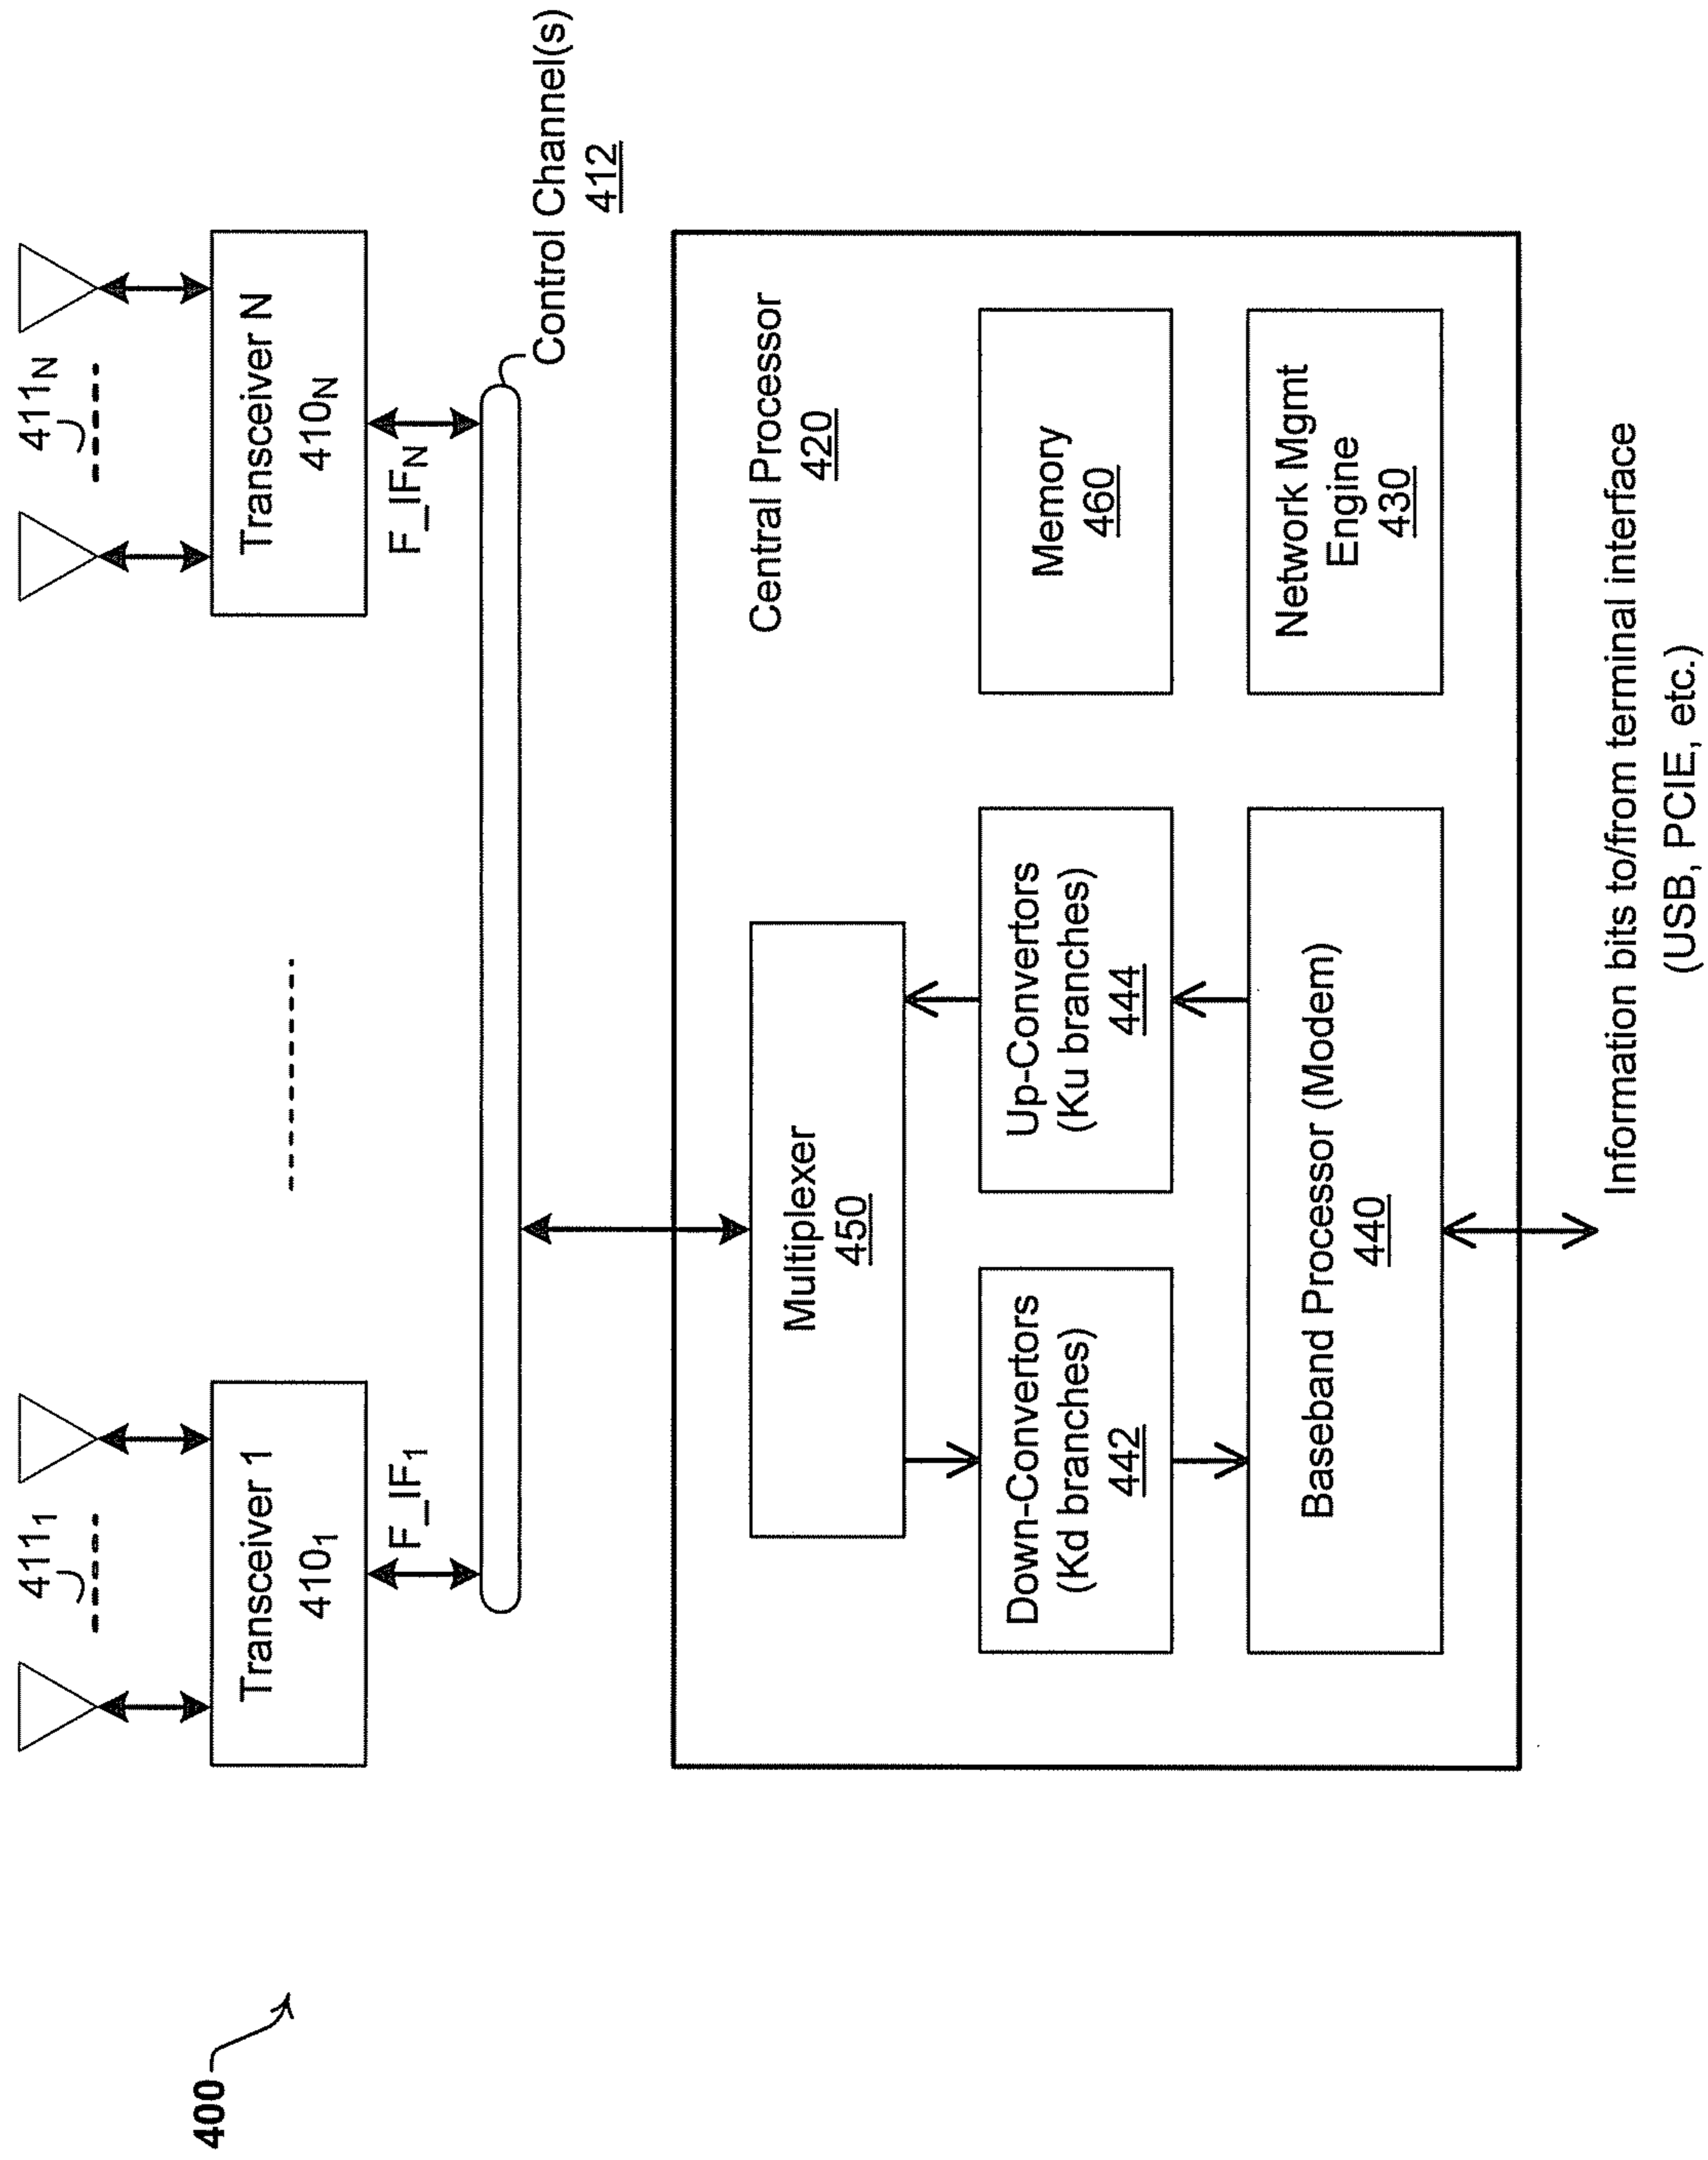 400
411₁
411N
Transceiver 1
410₁
Transceiver N
410N
F_IF₁
F_IFN
Control Channel(s)
412
Central Processor
420
Multiplexer
450
Down-Convertors
(Kd branches)
442
Up-Convertors
(Ku branches)
444
Memory
460
Baseband Processor (Modem)
440
Network Mgmt
Engine
430
Information bits to/from terminal interface
(USB, PCIE, etc.)